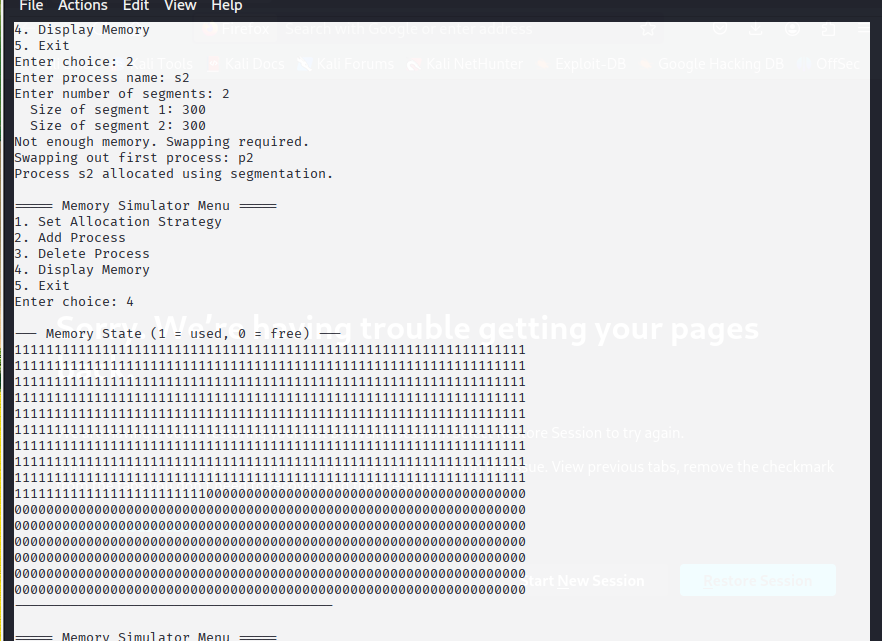 File Actions Edit View Help
4. Display Memory
Firefox Search with Google or enter address
5. Exit
Enter choice: 2
Tools Kali Docs Kali Forums Kali NetHunter Exploit-DB Google Hacking DB OffSec
Enter process name: s2
Enter number of segments: 2
Size of segment 1: 300
Size of segment 2: 300
Not enough memory. Swapping required.
Swapping out first process: p2
Process s2 allocated using segmentation.
═════ Memory Simulator Menu ═════
1. Set Allocation Strategy
2. Add Process
3. Delete Process
4. Display Memory
5. Exit
Enter choice: 4
Sorry. We're having trouble getting your pages
─── Memory State (1 = used, 0 = free) ───
1111111111111111111111111111111111111111111111111111111111111111
1111111111111111111111111111111111111111111111111111111111111111
1111111111111111111111111111111111111111111111111111111111111111
1111111111111111111111111111111111111111111111111111111111111111
1111111111111111111111111111111111111111111111111111111111111111
1111111111111111111111111111111111111111111111111111111111111111
ore Session to try again.
1111111111111111111111111111111111111111111111111111111111111111
1111111111111111111111111111111111111111111111111111111111111111
ue. View previous tabs, remove the checkmark
1111111111111111111111111111111111111111111111111111111111111111
1111111111111111111111110000000000000000000000000000000000000000
0000000000000000000000000000000000000000000000000000000000000000
0000000000000000000000000000000000000000000000000000000000000000
0000000000000000000000000000000000000000000000000000000000000000
0000000000000000000000000000000000000000000000000000000000000000
0000000000000000000000000000000000000000000000000000000000000000
tart New Session Restore Session
0000000000000000000000000000000000000000000000000000000000000000
═════ Memory Simulator Menu ═════